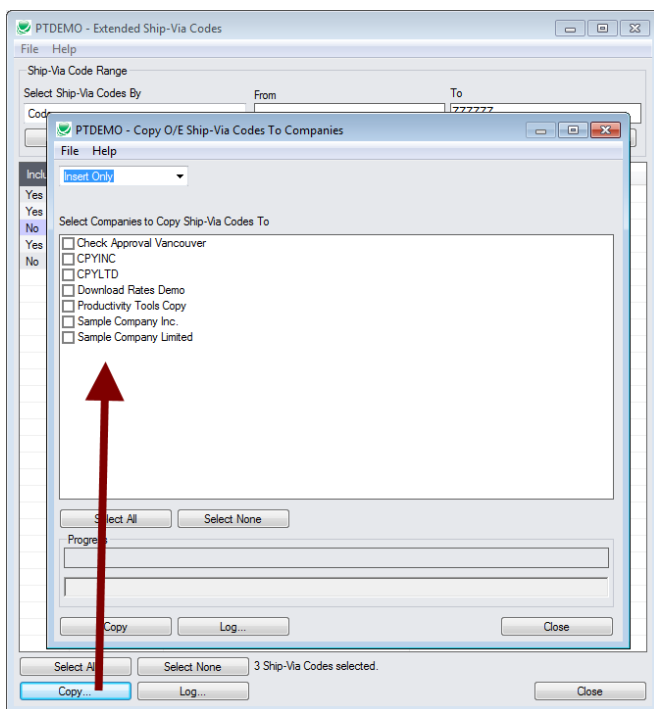 PTDEMO - Extended Ship-Via Codes
File Help
Ship-Via Code Range
Select Ship-Via Codes By From To
PTDEMO - Copy O/E Ship-Via Codes To Companies
File Help
Insert Only
Yes
Yes
No
Yes
No
Select Companies to Copy Ship-Via Codes To
Check Approval Vancouver
CPYINC
CPYLTD
Download Rates Demo
Productivity Tools Copy
Sample Company Inc.
Sample Company Limited
Select All Select None
Progress
Copy Log... Close
Select All Select None 3 Ship-Via Codes selected.
Copy... Log... Close